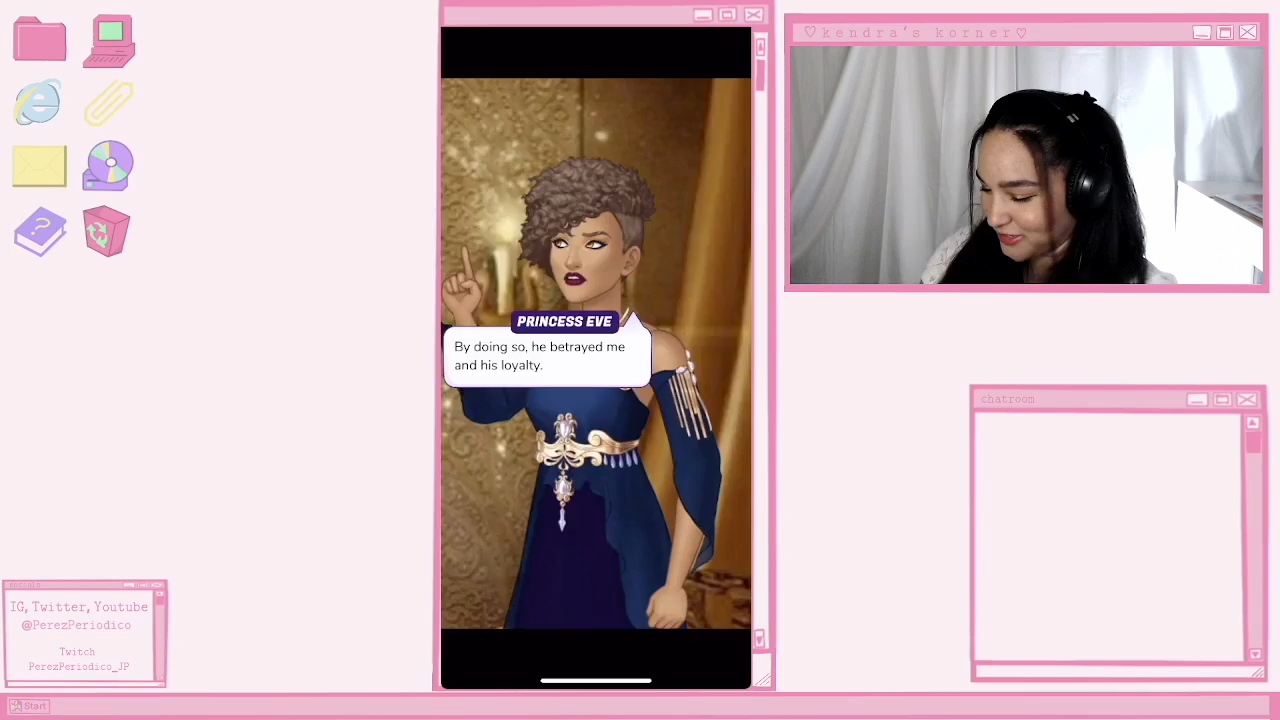 ♡kendra's korner♡
PRINCESS EVE
By doing so, he betrayed me
and his loyalty.
chatroom
IG, Twitter, Youtube
@PerezPeriodico
Twitch
PerezPeriodico_JP
Start